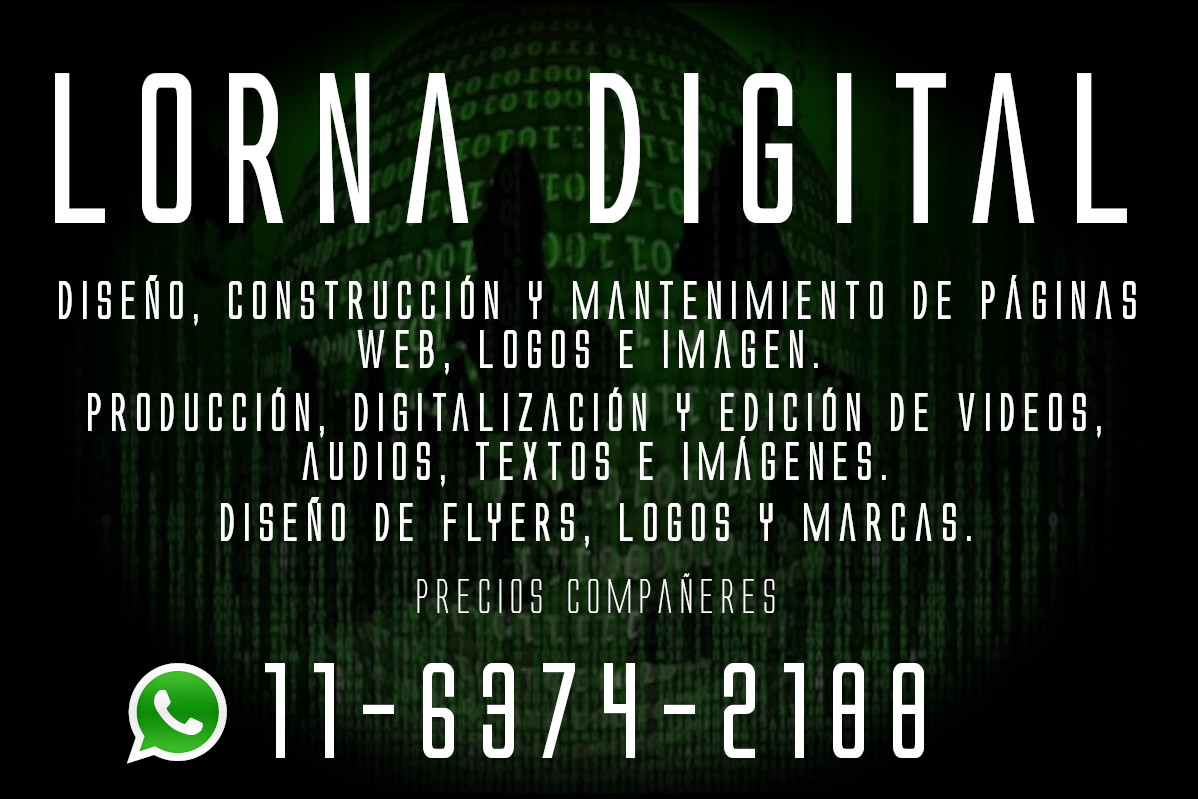 LORNA DIGITAL
DISEÑO, CONSTRUCCIÓN Y MANTENIMIENTO DE PÁGINAS
WEB, LOGOS E IMAGEN.
PRODUCCIÓN, DIGITALIZACIÓN Y EDICIÓN DE VIDEOS,
AUDIOS, TEXTOS E IMÁGENES.
DISEÑO DE FLYERS, LOGOS Y MARCAS.
PRECIOS COMPAÑERES
11-6374-2188